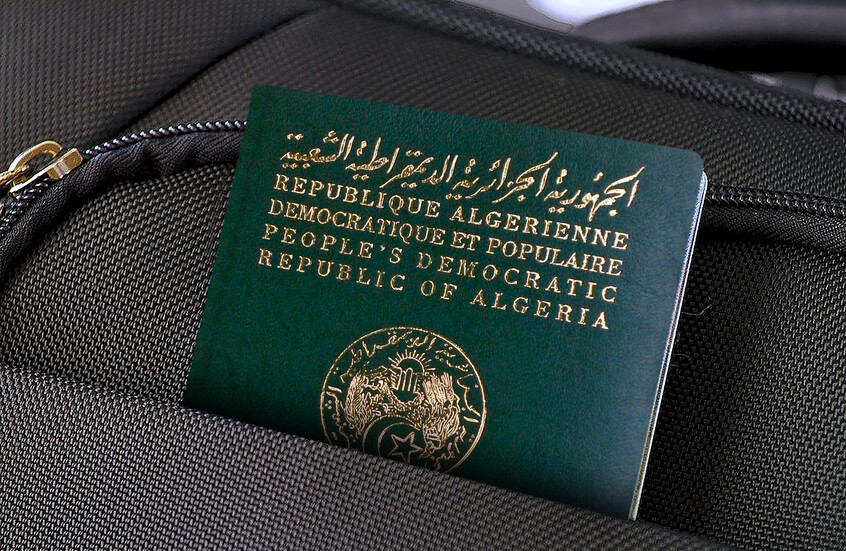 الجمهورية الجزائرية الديمقراطية الشعبية
REPUBLIQUE ALGERIENNE
DEMOCRATIQUE ET POPULAIRE
PEOPLE'S DEMOCRATIC
REPUBLIC OF ALGERIA